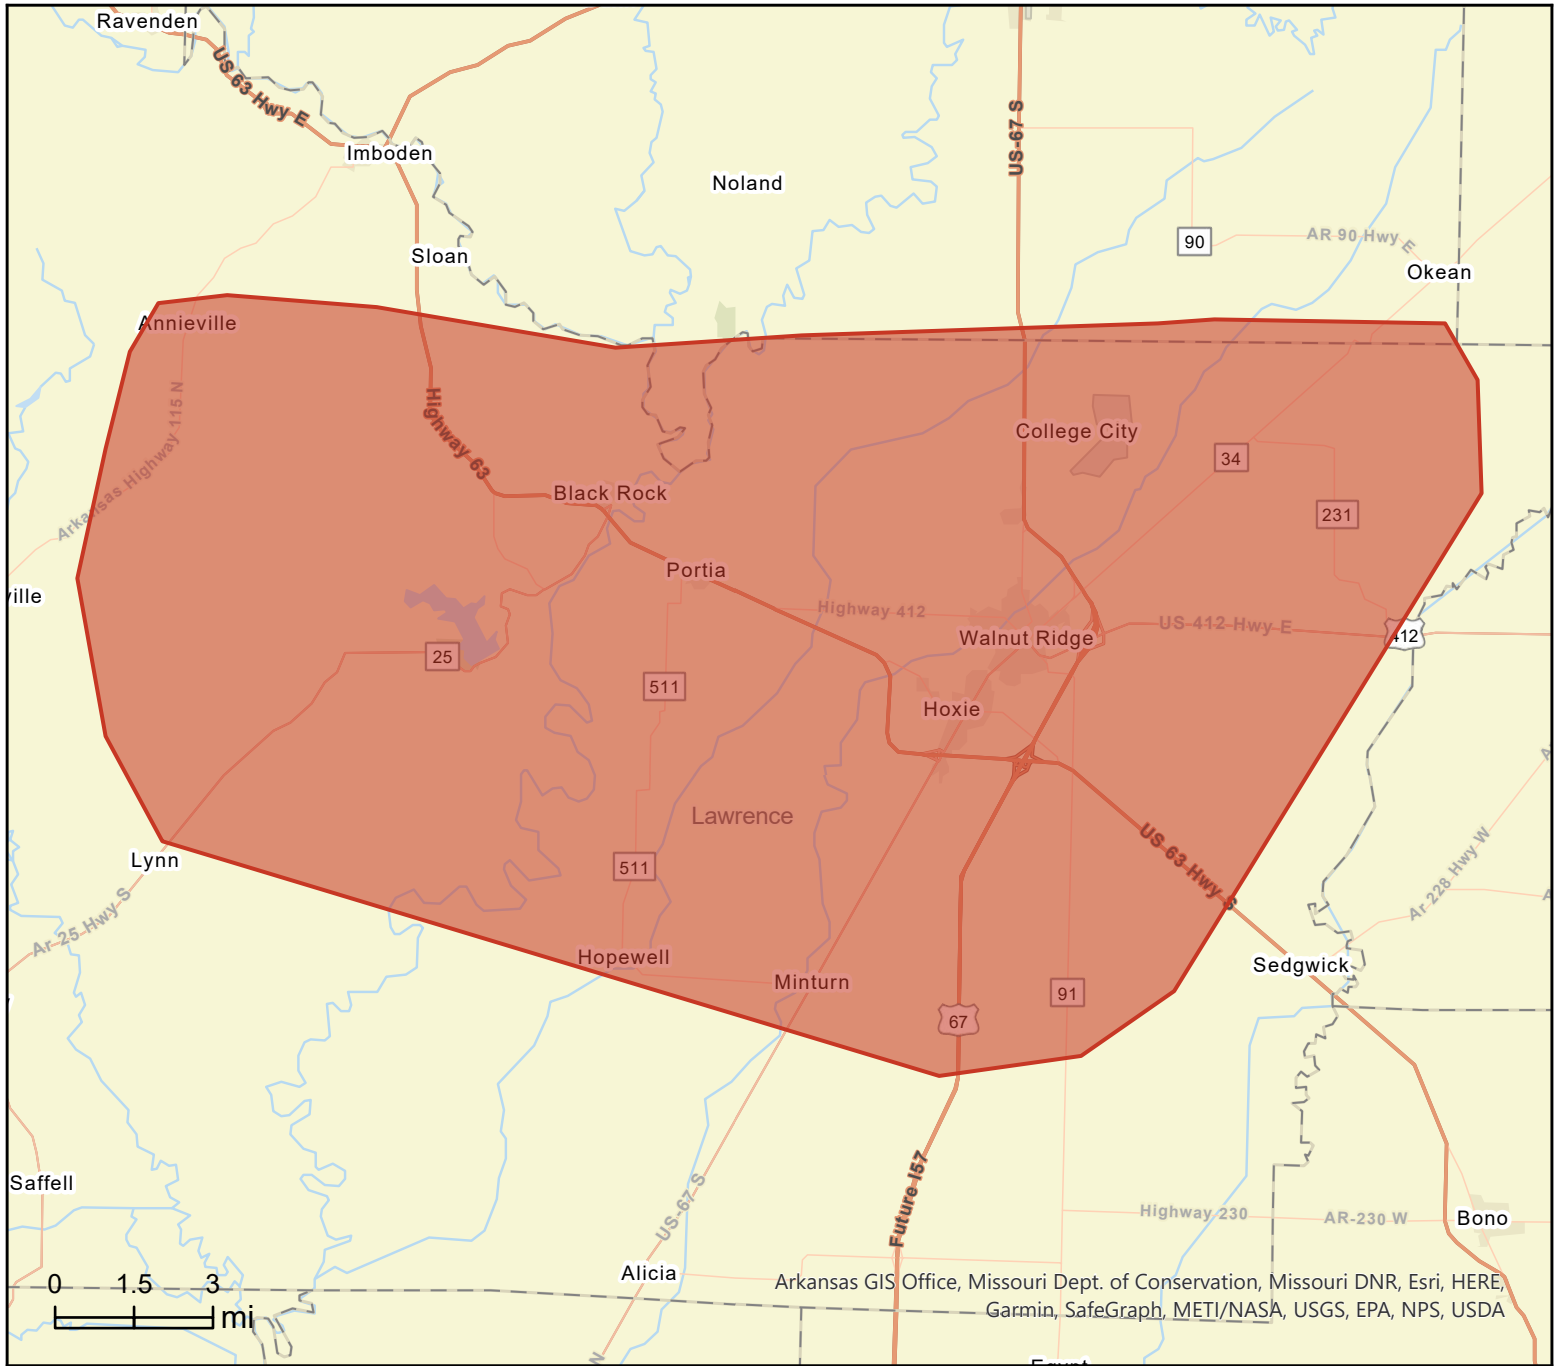 Ravenden
US 63 Hwy E
US-67 S
Imboden
Noland
90
AR 90 Hwy E
Sloan
Okean
Annieville
Arkansas Highway 115 N
Highway 63
College City
34
Black Rock
231
Portia
ville
Highway 412
US 412 Hwy E
Walnut Ridge
412
25
511
Hoxie
Lawrence
US 63 Hwy S
Ar 228 Hwy W
Lynn
511
Ar 25 Hwy S
Hopewell
Sedgwick
Minturn
91
67
Saffell
US-67 S
Future I57
Highway 230
AR-230 W
Bono
Alicia
0 1.5 3
mi
Arkansas GIS Office, Missouri Dept. of Conservation, Missouri DNR, Esri, HERE,
Garmin, SafeGraph, METI/NASA, USGS, EPA, NPS, USDA